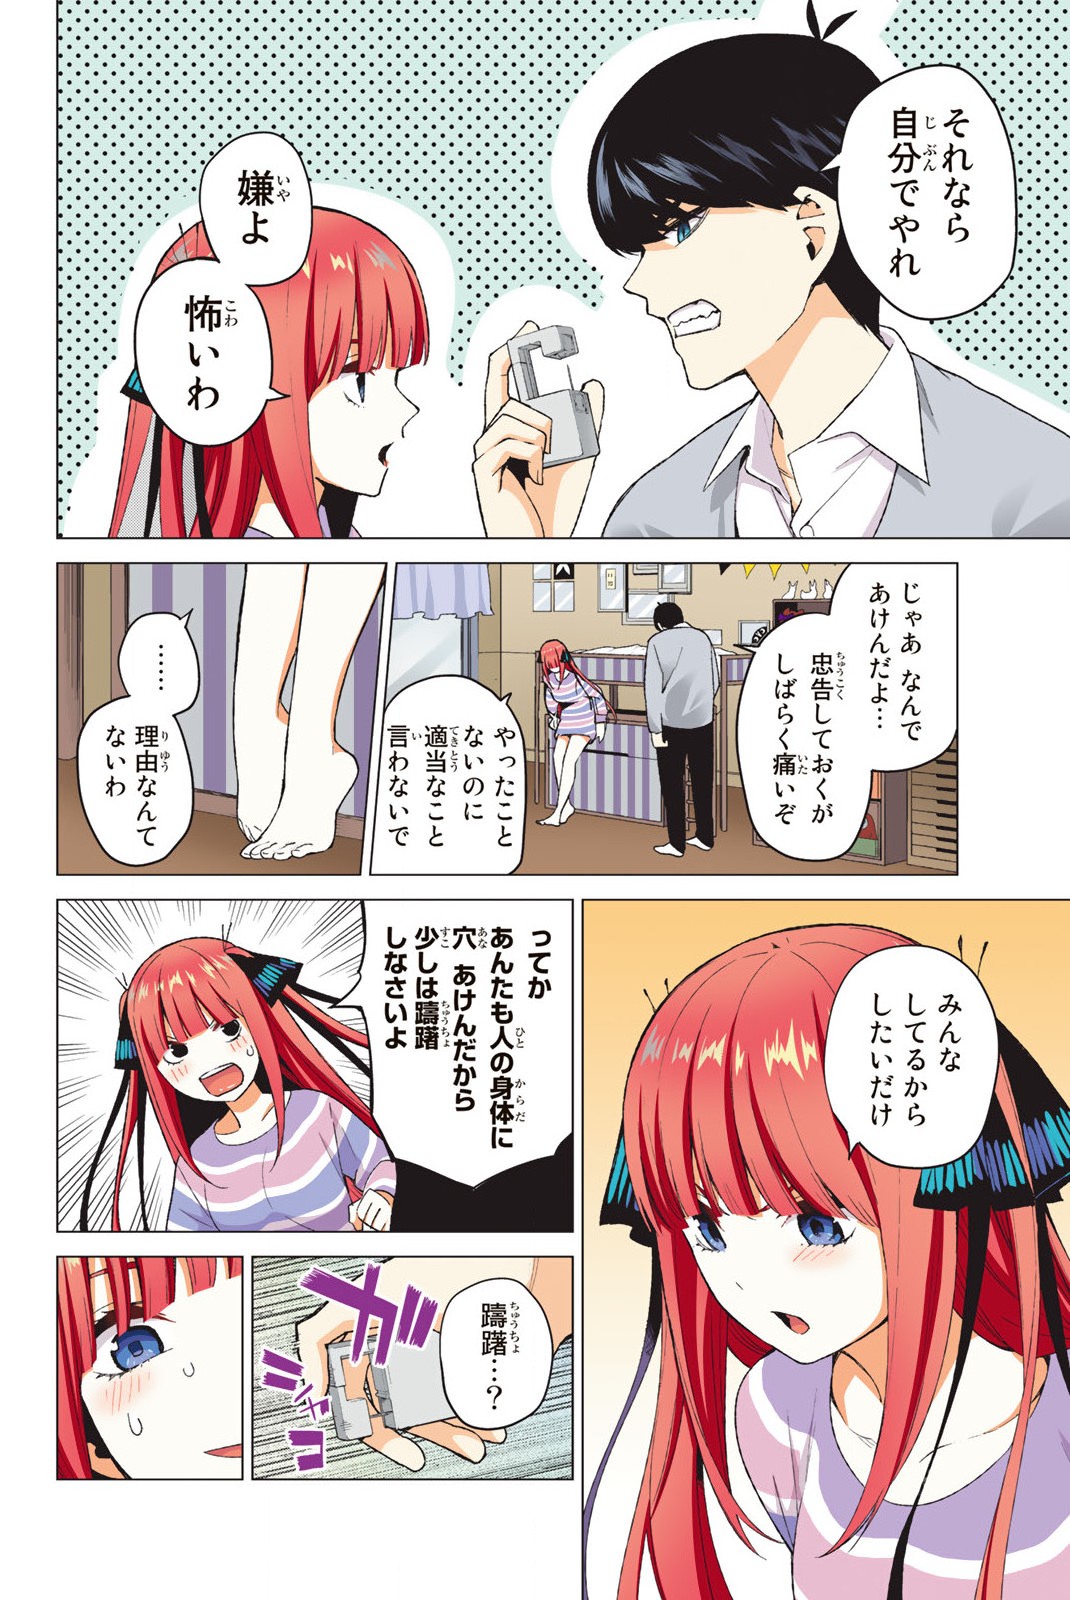 それなら
自分でやれ
嫌よ
怖いわ
じゃあ なんで
あけんだよ…
忠告しておくが
しばらく痛いぞ
やったこと
ないのに
適当なこと
言わないで
……
理由なんて
ないわ
みんな
してるから
したいだけ
ってか
あんたも人の身体に
穴 あけんだから
少しは躊躇
しなさいよ
躊躇…?
ガシャコ